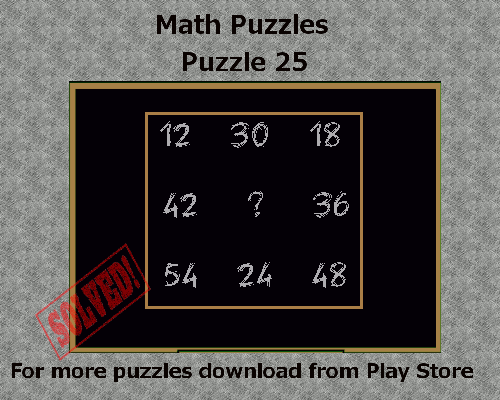 Math Puzzles
Puzzle 25
12 30 18
42 ? 36
54 24 48
SOLVED!
For more puzzles download from Play Store